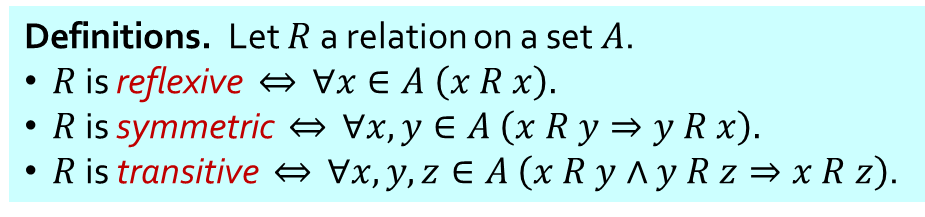 Definitions. Let R a relation on a set A.
• R is reflexive ⇔ ∀x ∈ A (x R x).
• R is symmetric ⇔ ∀x, y ∈ A (x R y ⇒ y R x).
• R is transitive ⇔ ∀x, y, z ∈ A (x R y ∧ y R z ⇒ x R z).